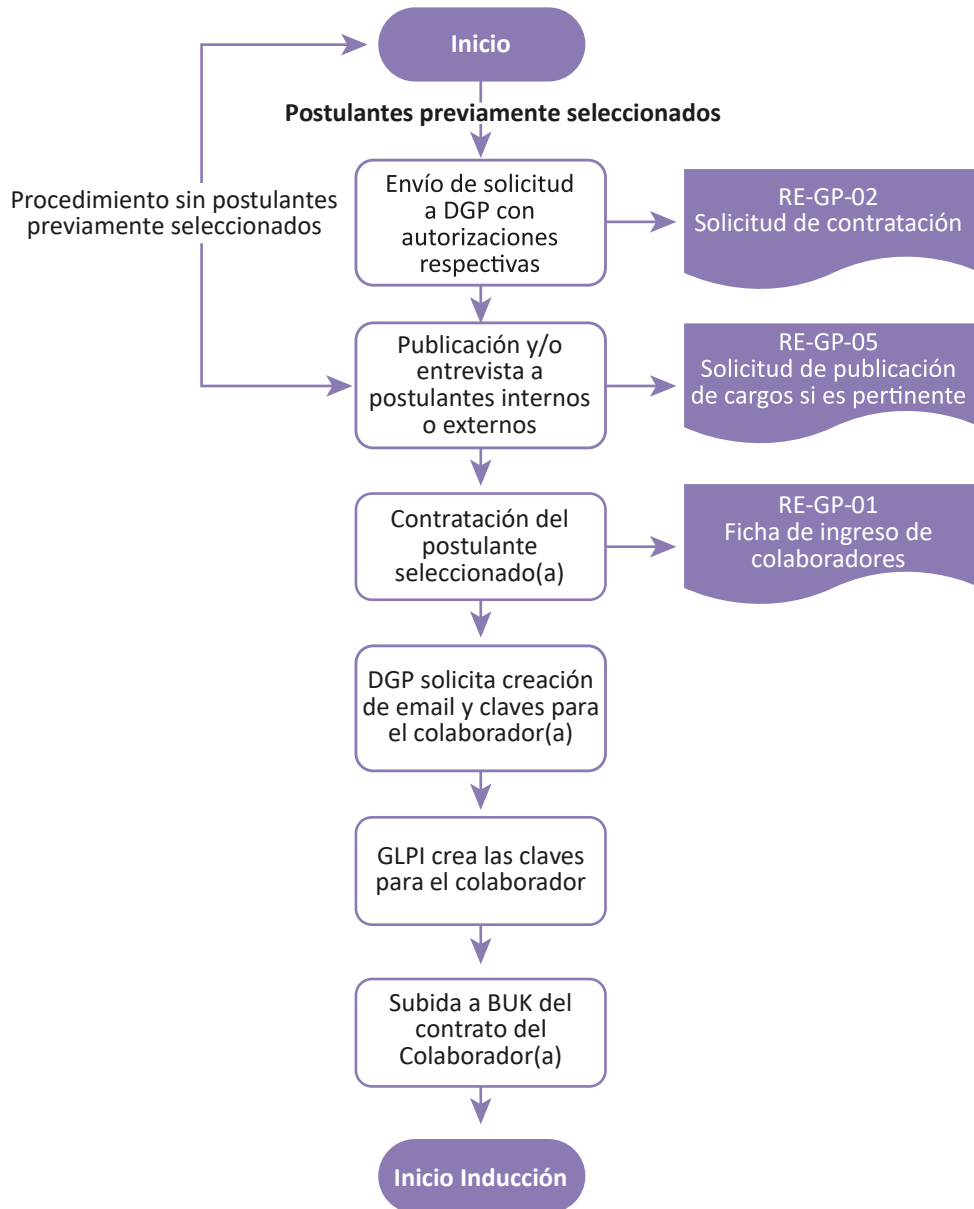 Inicio
Postulantes previamente seleccionados
Procedimiento sin postulantes
previamente seleccionados
Envío de solicitud
a DGP con
autorizaciones
respectivas
RE-GP-02
Solicitud de contratación
Publicación y/o
entrevista a
postulantes internos
o externos
RE-GP-05
Solicitud de publicación
de cargos si es pertinente
Contratación del
postulante
seleccionado(a)
RE-GP-01
Ficha de ingreso de
colaboradores
DGP solicita creación
de email y claves para
el colaborador(a)
GLPI crea las claves
para el colaborador
Subida a BUK del
contrato del
Colaborador(a)
Inicio Inducción